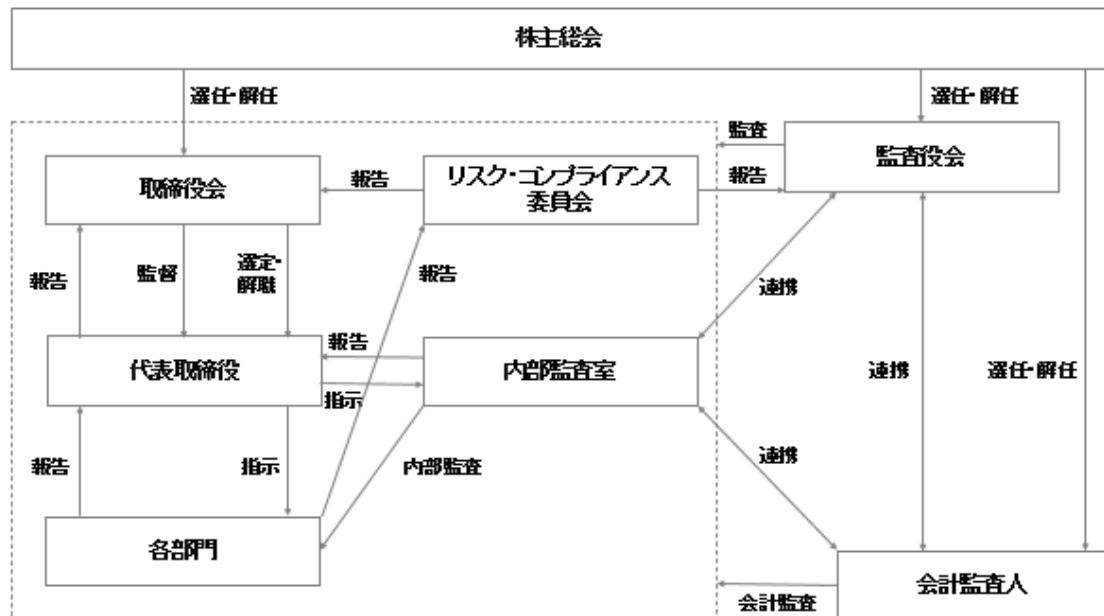 株主総会
選任・解任
選任・解任
監査
監査役会
取締役会
報告
リスク・コンプライアンス
委員会
報告
報告
監督
選定・
解職
報告
連携
代表取締役
報告
指示
内部監査室
連携
選任・解任
報告
指示
内部監査
連携
各部門
会計監査
会計監査人